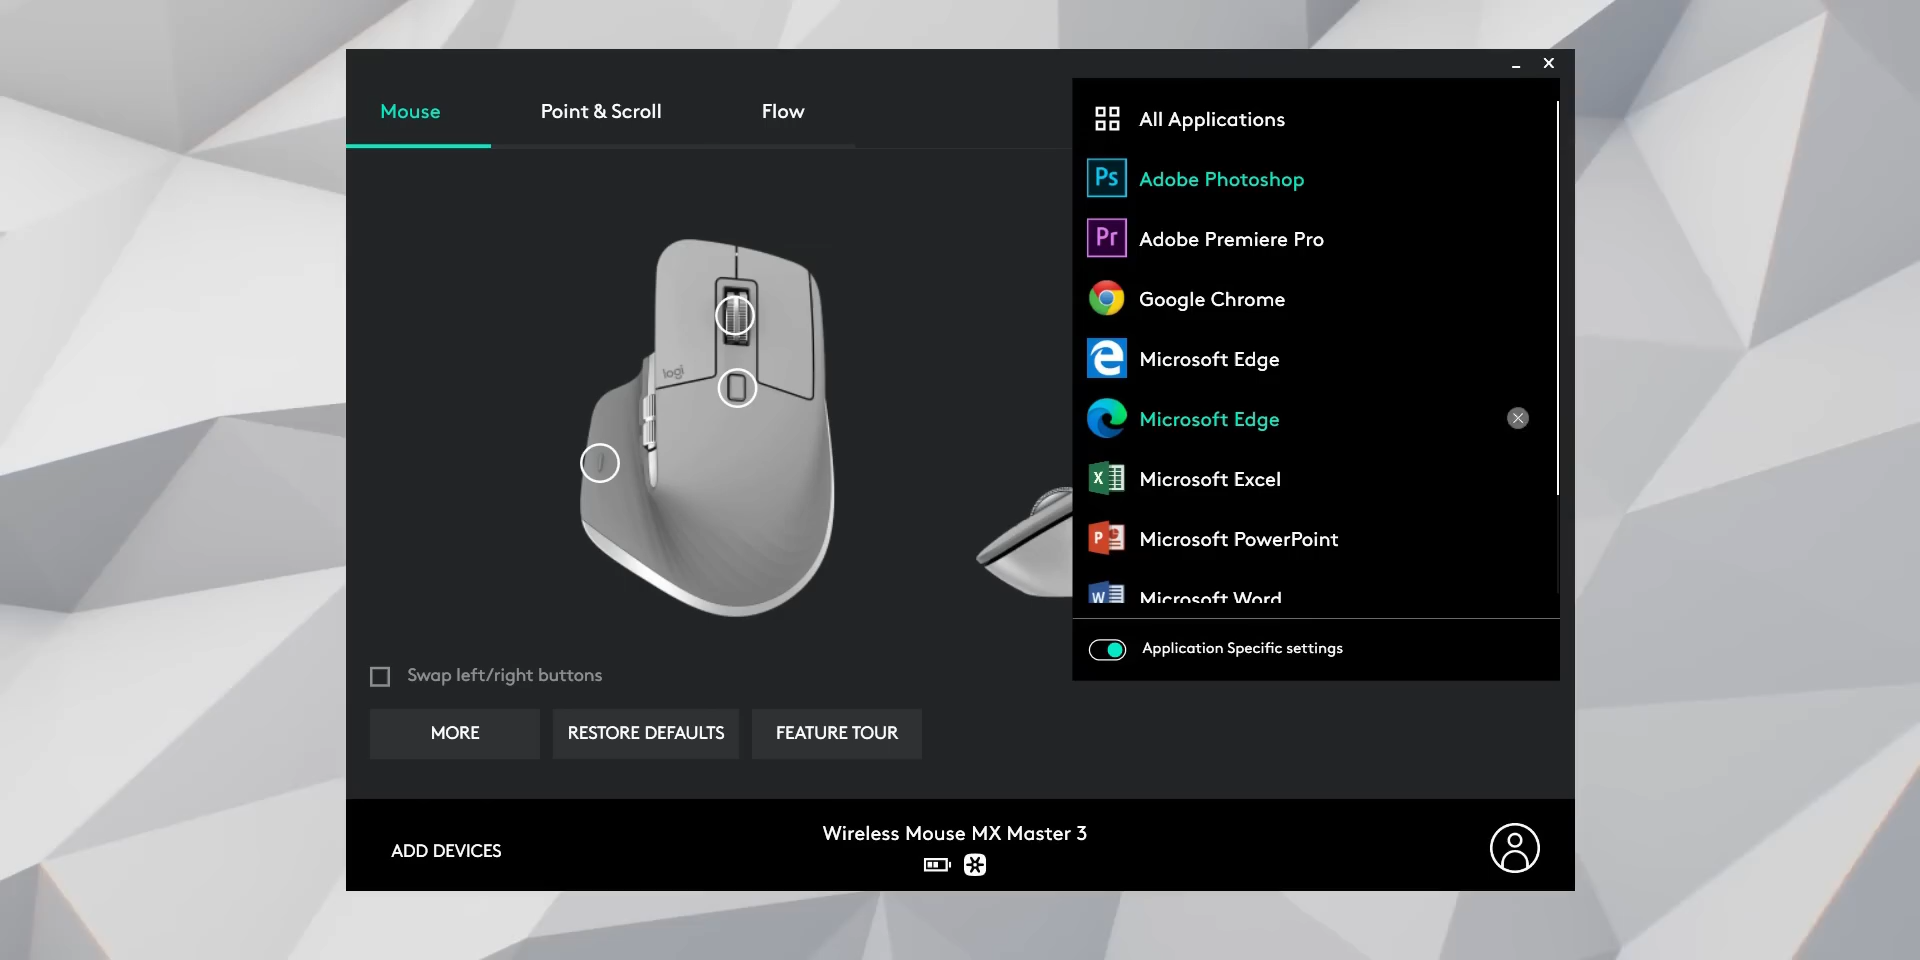 Mouse
Point & Scroll
Flow
All Applications
Ps
Adobe Photoshop
Pr
Adobe Premiere Pro
Google Chrome
Microsoft Edge
Microsoft Edge
X
Microsoft Excel
P
Microsoft PowerPoint
W
Microsoft Word
Application Specific settings
logi
Swap left/right buttons
MORE
RESTORE DEFAULTS
FEATURE TOUR
ADD DEVICES
Wireless Mouse MX Master 3